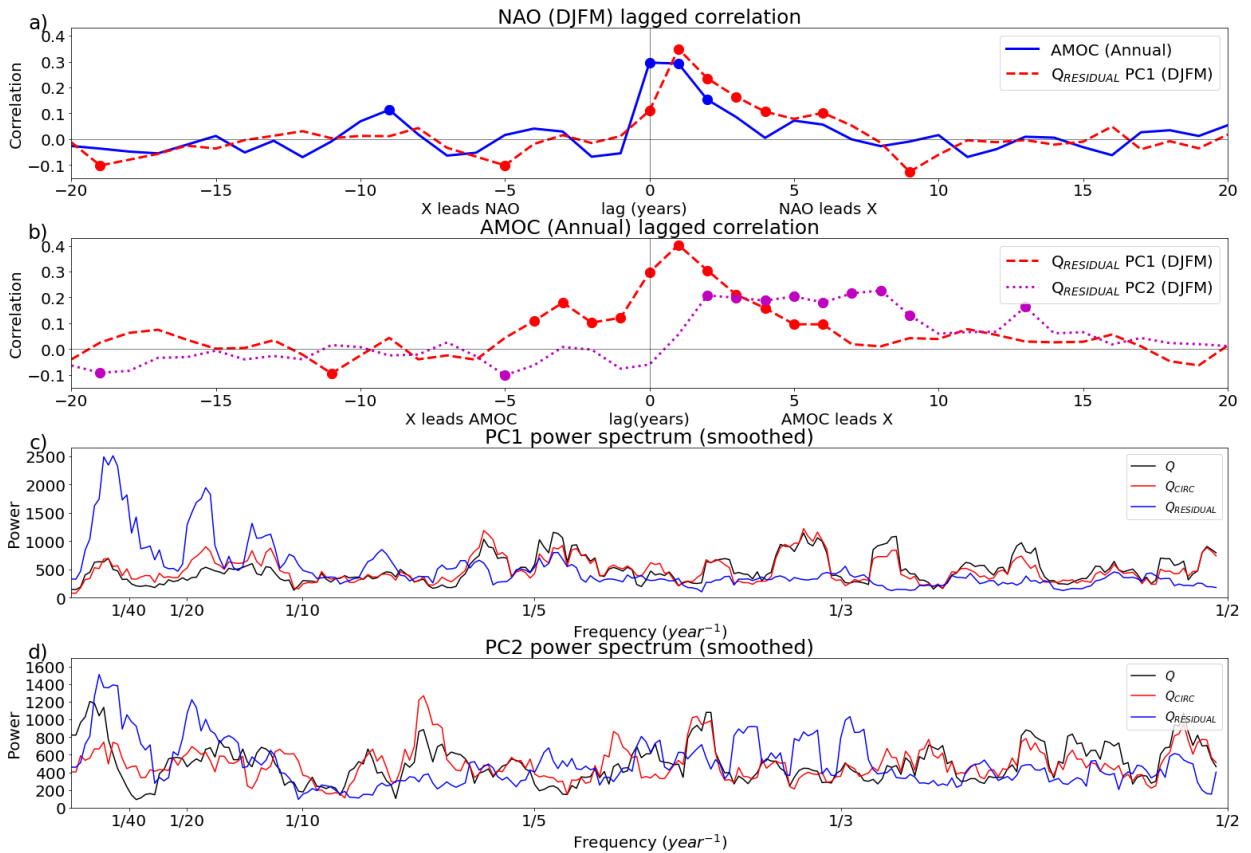 a)
NAO (DJFM) lagged correlation
Correlation
0.4
0.3
0.2
0.1
0.0
−0.1
AMOC (Annual)
Q_RESIDUAL PC1 (DJFM)
−20 −15 −10 −5 0 5 10 15 20
X leads NAO lag (years) NAO leads X
b)
AMOC (Annual) lagged correlation
Correlation
0.4
0.3
0.2
0.1
0.0
−0.1
Q_RESIDUAL PC1 (DJFM)
Q_RESIDUAL PC2 (DJFM)
−20 −15 −10 −5 0 5 10 15 20
X leads AMOC lag(years) AMOC leads X
c)
PC1 power spectrum (smoothed)
Power
2500
2000
1500
1000
500
0
Q
Q_CIRC
Q_RESIDUAL
1/40 1/20 1/10 1/5 1/3 1/2
Frequency (year⁻¹)
d)
PC2 power spectrum (smoothed)
Power
1600
1400
1200
1000
800
600
400
200
0
Q
Q_CIRC
Q_RESIDUAL
1/40 1/20 1/10 1/5 1/3 1/2
Frequency (year⁻¹)